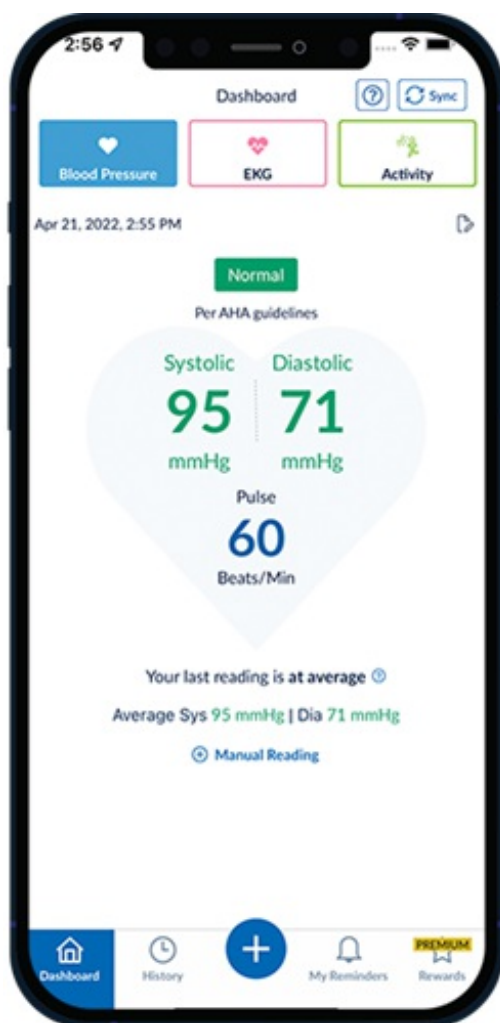 2:56
Dashboard
Sync
Blood Pressure
EKG
Activity
Apr 21, 2022, 2:55 PM
Normal
Per AHA guidelines
Systolic Diastolic
95 71
mmHg mmHg
Pulse
60
Beats/Min
Your last reading is at average
Average Sys 95 mmHg | Dia 71 mmHg
Manual Reading
PREMIUM
Dashboard
History
My Reminders
Rewards